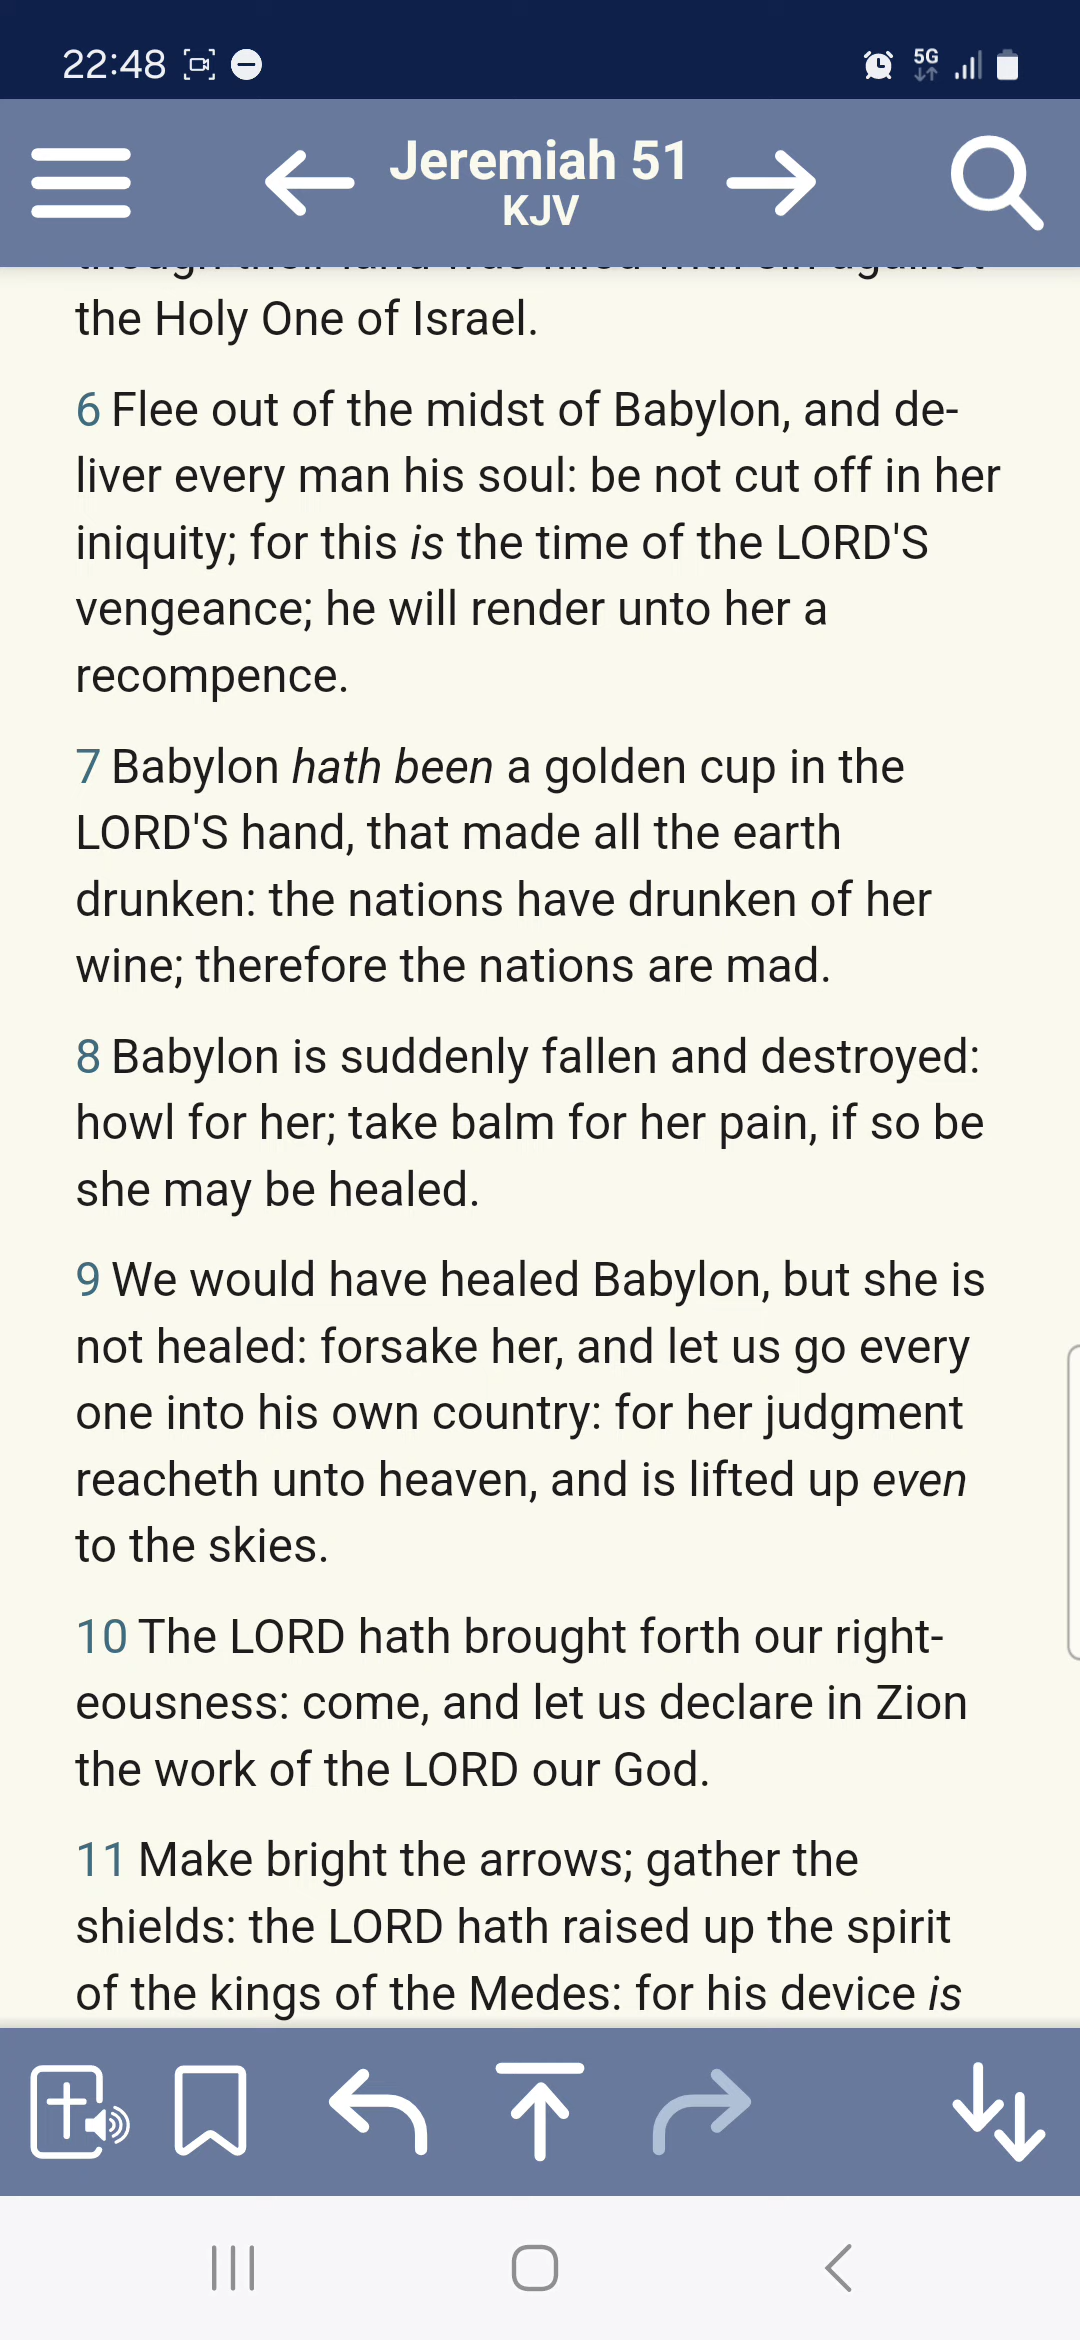 22:48
5G
Jeremiah 51
KJV
the Holy One of Israel.
6 Flee out of the midst of Babylon, and de-
liver every man his soul: be not cut off in her
iniquity; for this is the time of the LORD'S
vengeance; he will render unto her a
recompence.
7 Babylon hath been a golden cup in the
LORD'S hand, that made all the earth
drunken: the nations have drunken of her
wine; therefore the nations are mad.
8 Babylon is suddenly fallen and destroyed:
howl for her; take balm for her pain, if so be
she may be healed.
9 We would have healed Babylon, but she is
not healed: forsake her, and let us go every
one into his own country: for her judgment
reacheth unto heaven, and is lifted up even
to the skies.
10 The LORD hath brought forth our right-
eousness: come, and let us declare in Zion
the work of the LORD our God.
11 Make bright the arrows; gather the
shields: the LORD hath raised up the spirit
of the kings of the Medes: for his device is